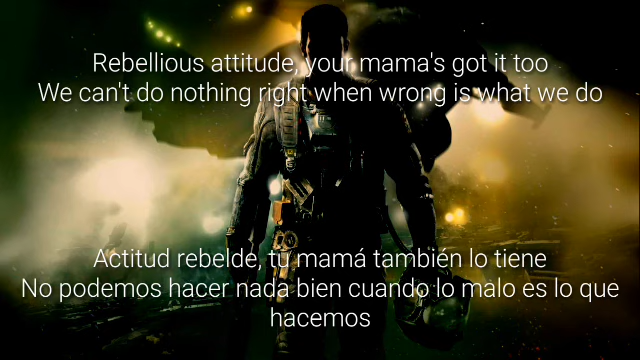 Rebellious attitude, your mama's got it too
We can't do nothing right when wrong is what we do
Actitud rebelde, tu mamá también lo tiene
No podemos hacer nada bien cuando lo malo es lo que
hacemos